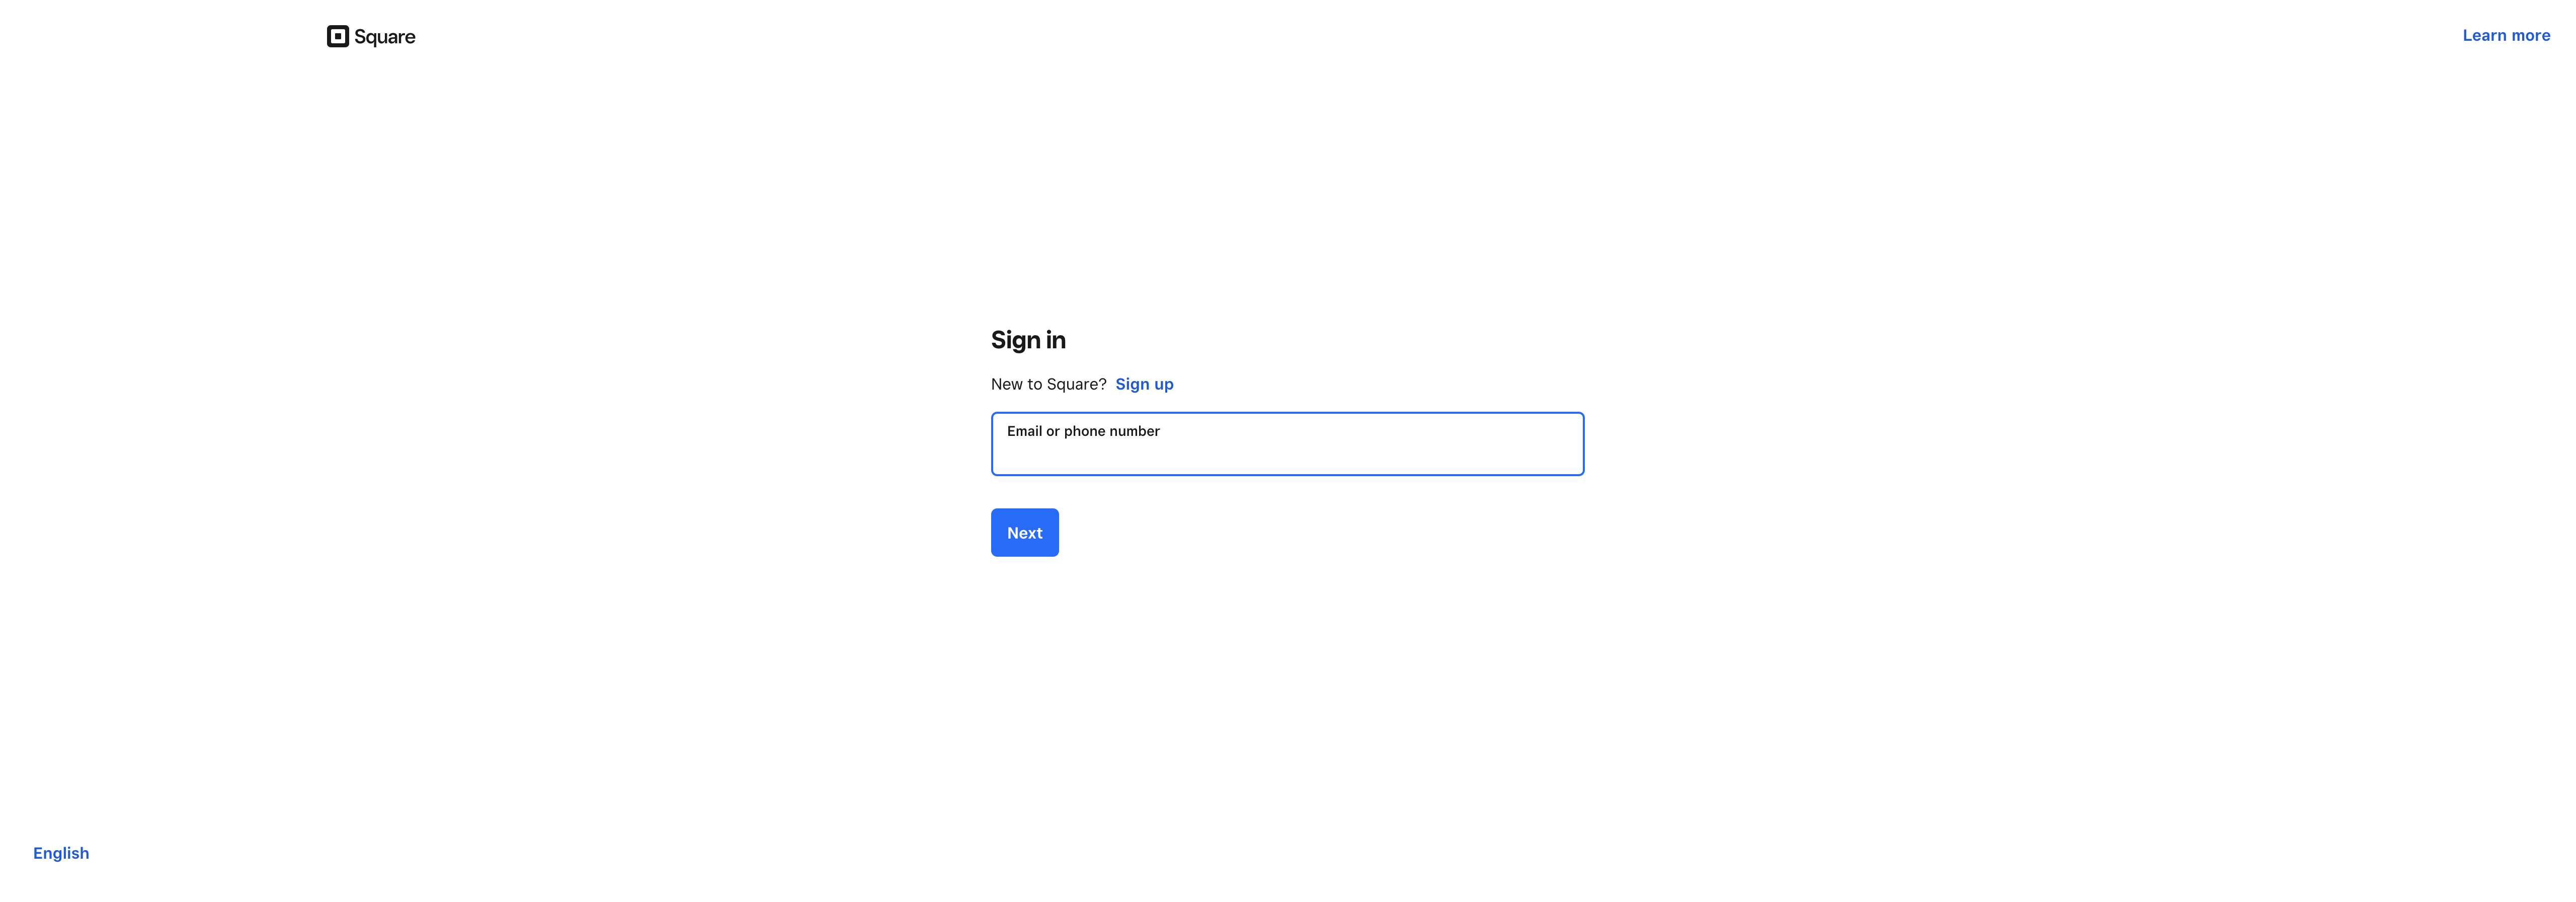 Square
Learn more
Sign in
New to Square? Sign up
Email or phone number
Next
English